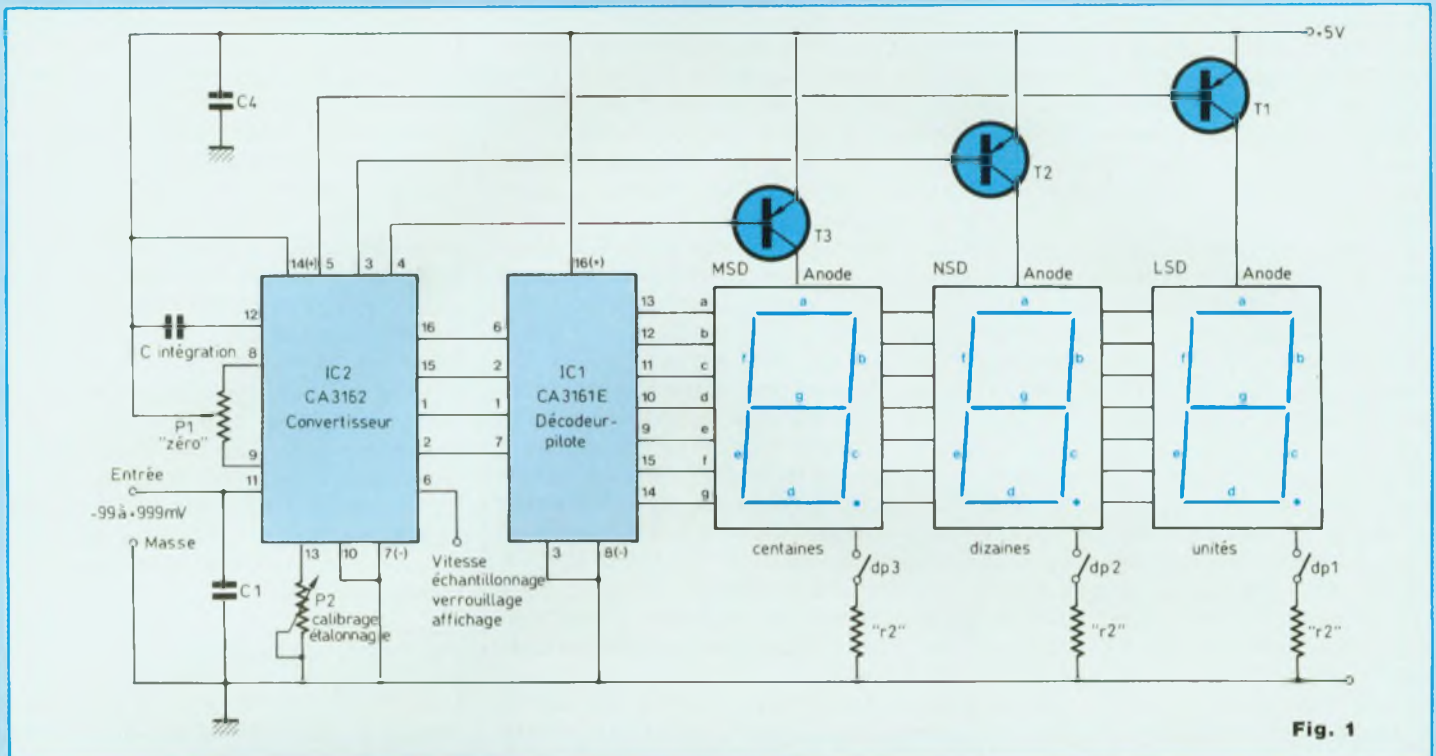 +5V
C4
T1
T2
T3
14(+) 5 3 4
16(+)
MSD Anode
NSD Anode
LSD Anode
12
C intégration
8
P1
"zéro"
9
Entrée
11
-99 à +999mV
Masse
C1
IC2
CA3162
Convertisseur
16 6
15 2
1 1
2 7
6
IC1
CA3161E
Décodeur-
pilote
13 a
12 b
11 c
10 d
9 e
15 f
14 g
a
f b
g
e c
d
a
f b
g
e c
d
a
f b
g
e c
d
13 10 7(-)
P2
calibrage
étalonnage
Vitesse
échantillonnage
verrouillage
affichage
3 8(-)
centaines
dizaines
unités
dp3
dp2
dp1
"r2"
"r2"
"r2"
Fig. 1